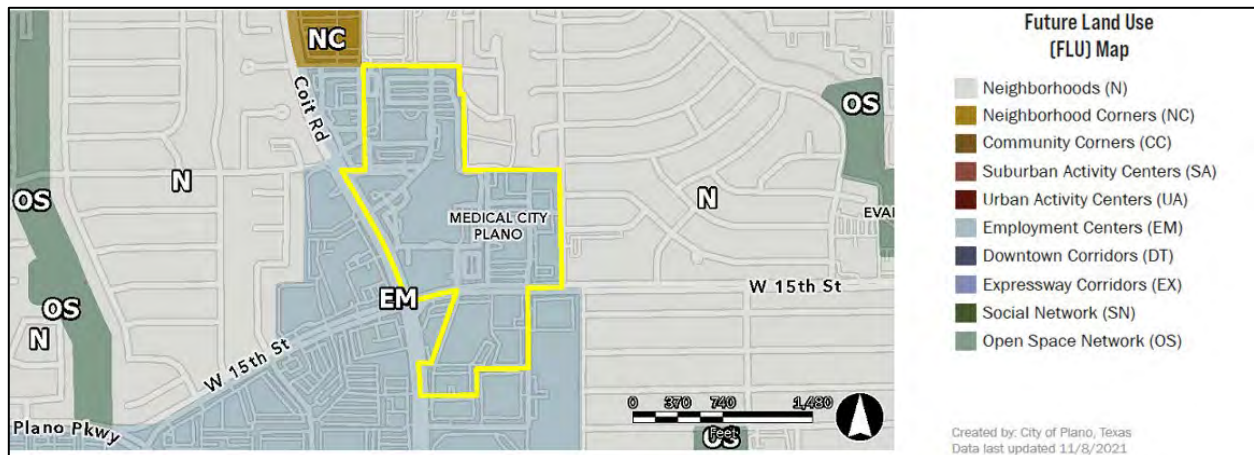 NC
Coit Rd
OS
N
OS
N
MEDICAL CITY
PLANO
EVA
OS
EM
W 15th St
OS
N
W 15th St
0 370 740 1,480
Feet
Plano Pkwy
OS
Future Land Use
(FLU) Map
Neighborhoods (N)
Neighborhood Corners (NC)
Community Corners (CC)
Suburban Activity Centers (SA)
Urban Activity Centers (UA)
Employment Centers (EM)
Downtown Corridors (DT)
Expressway Corridors (EX)
Social Network (SN)
Open Space Network (OS)
Created by: City of Plano, Texas
Data last updated 11/8/2021